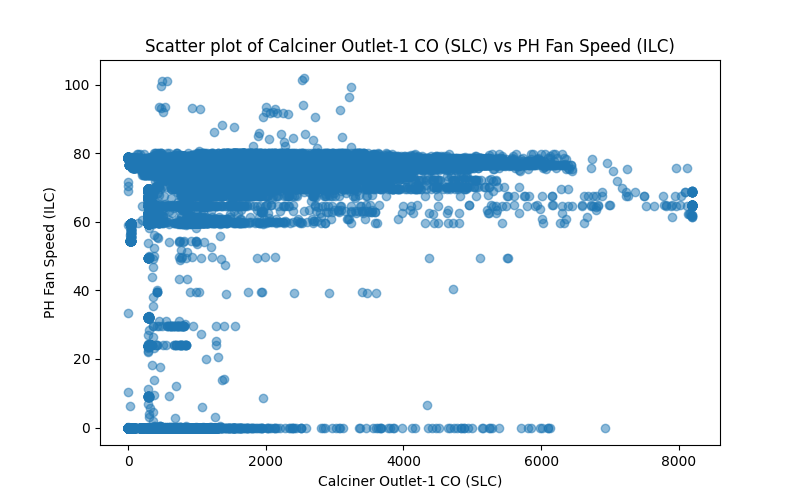 Scatter plot of Calciner Outlet-1 CO (SLC) vs PH Fan Speed (ILC)
100
80
60
40
20
0
PH Fan Speed (ILC)
0 2000 4000 6000 8000
Calciner Outlet-1 CO (SLC)